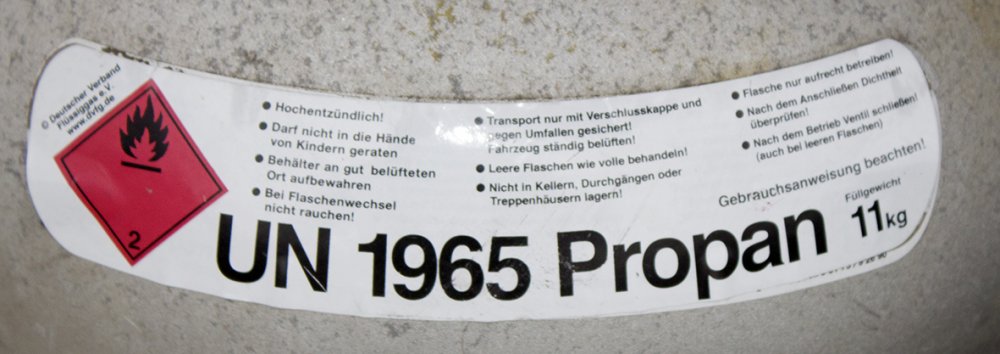 © Deutscher Verband
Flüssiggas e.V.
www.dvfg.de
2
● Hochentzündlich!
● Darf nicht in die Hände
von Kindern geraten
● Behälter an gut belüfteten
Ort aufbewahren
● Bei Flaschenwechsel
nicht rauchen!
● Transport nur mit Verschlusskappe und
gegen Umfallen gesichert!
Fahrzeug ständig belüften!
● Leere Flaschen wie volle behandeln!
● Nicht in Kellern, Durchgängen oder
Treppenhäusern lagern!
● Flasche nur aufrecht betreiben!
● Nach dem Anschließen Dichtheit
überprüfen!
● Nach dem Betrieb Ventil schließen!
(auch bei leeren Flaschen)
Gebrauchsanweisung beachten!
UN 1965 Propan
Füllgewicht
11 kg